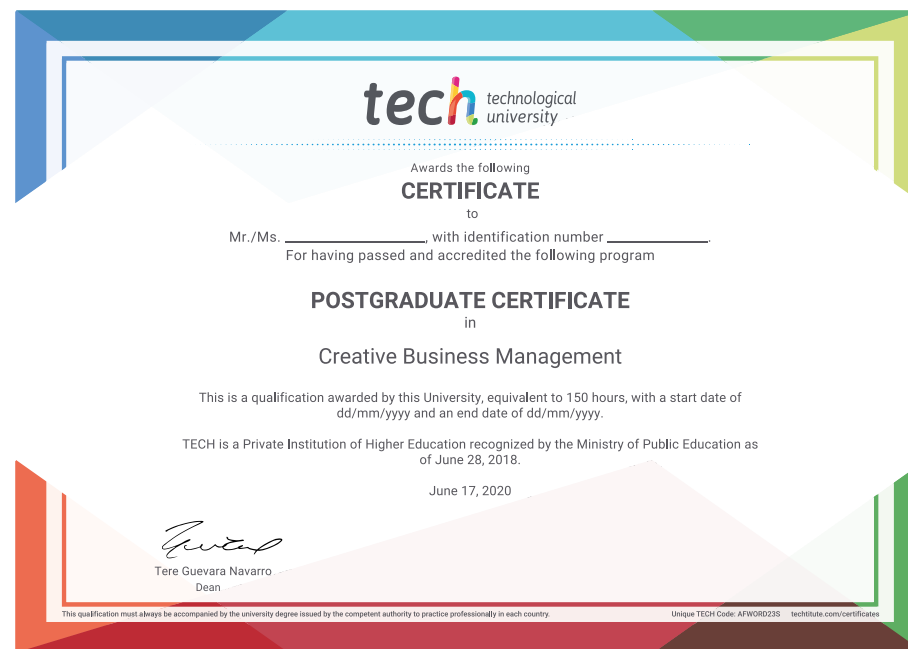 tech technological
university
Awards the following
CERTIFICATE
to
Mr./Ms. ____________________, with identification number ______________.
For having passed and accredited the following program
POSTGRADUATE CERTIFICATE
in
Creative Business Management
This is a qualification awarded by this University, equivalent to 150 hours, with a start date of
dd/mm/yyyy and an end date of dd/mm/yyyy.
TECH is a Private Institution of Higher Education recognized by the Ministry of Public Education as
of June 28, 2018.
June 17, 2020
Tere Guevara Navarro
Dean
This qualification must always be accompanied by the university degree issued by the competent authority to practice professionally in each country. Unique TECH Code: AFWORD23S techtitute.com/certificates